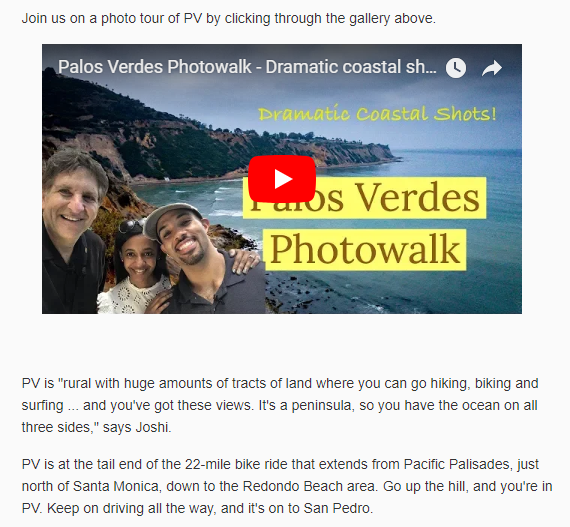 Join us on a photo tour of PV by clicking through the gallery above.
Palos Verdes Photowalk - Dramatic coastal sh...
Dramatic Coastal Shots!
Palos Verdes
Photowalk
PV is "rural with huge amounts of tracts of land where you can go hiking, biking and
surfing ... and you've got these views. It's a peninsula, so you have the ocean on all
three sides," says Joshi.
PV is at the tail end of the 22-mile bike ride that extends from Pacific Palisades, just
north of Santa Monica, down to the Redondo Beach area. Go up the hill, and you're in
PV. Keep on driving all the way, and it's on to San Pedro.